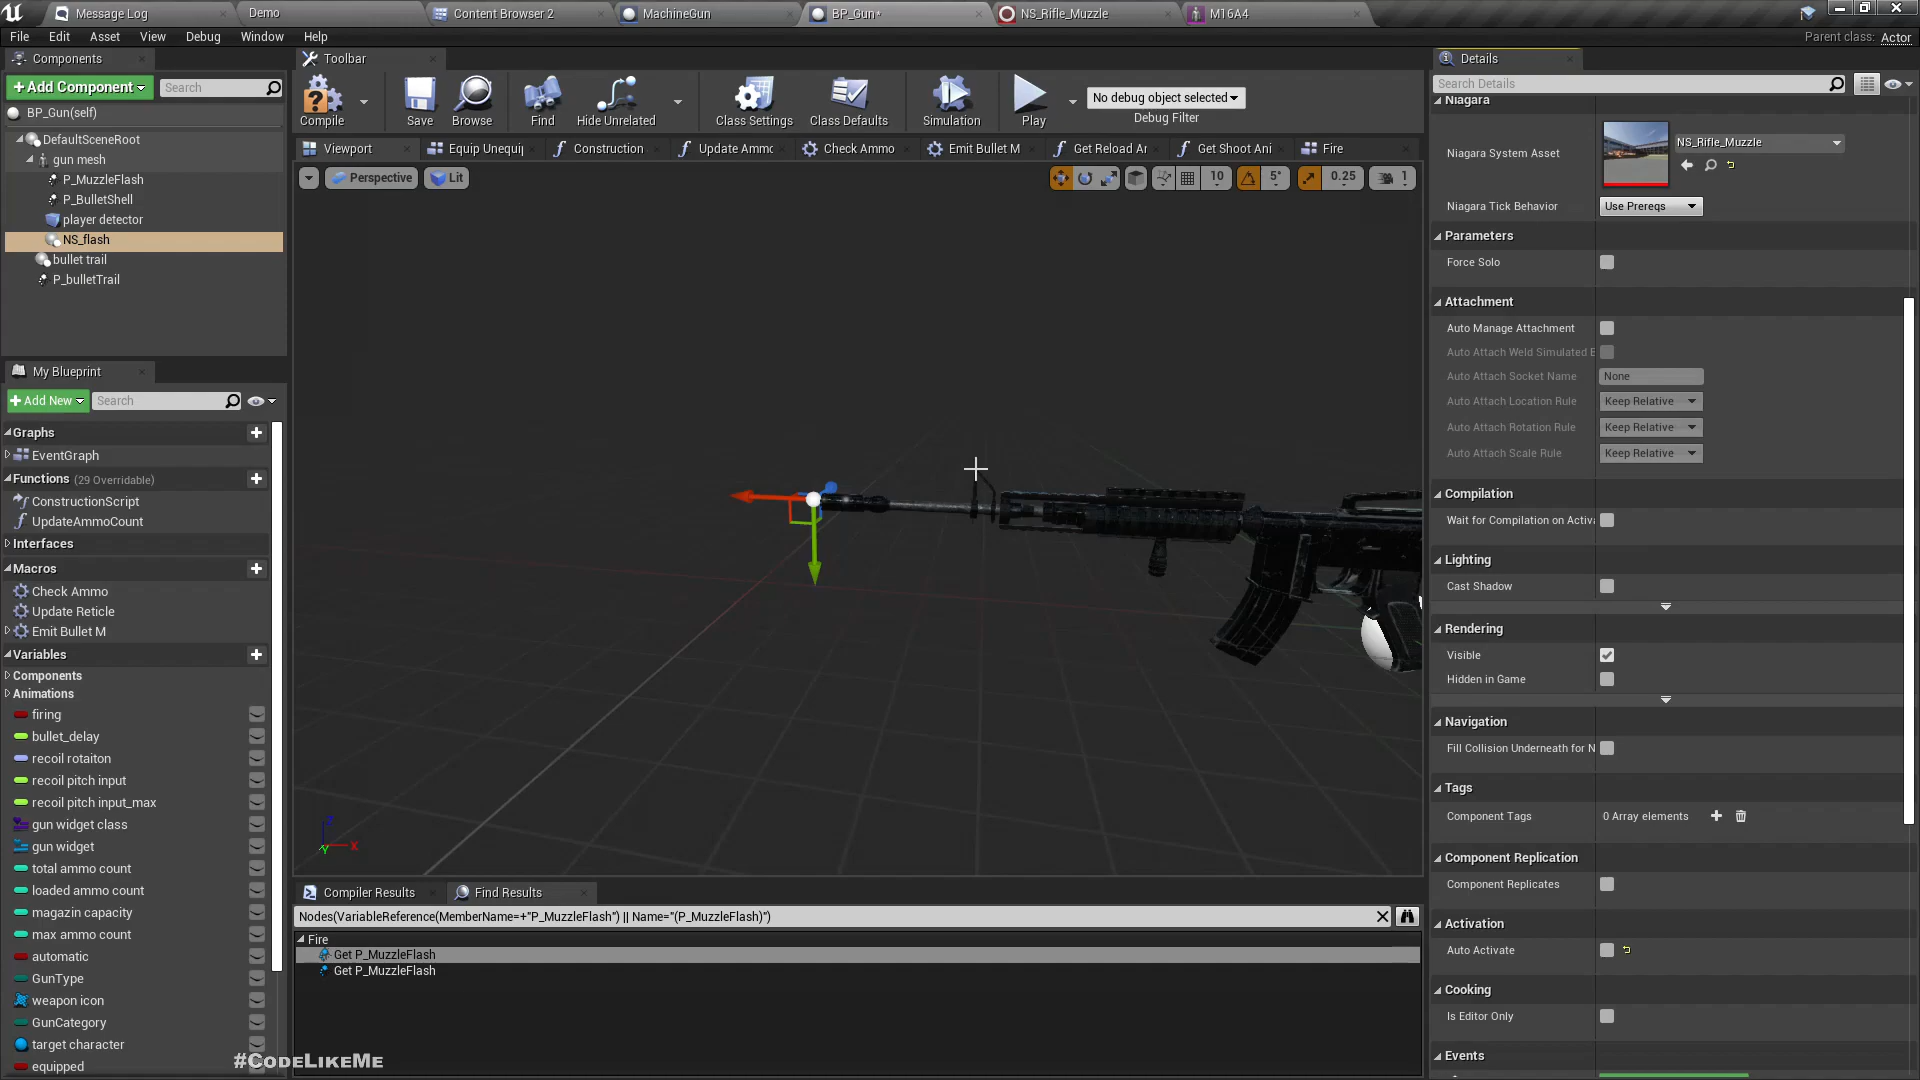 Message Log
Demo
Content Browser 2
MachineGun
BP_Gun*
NS_Rifle_Muzzle
M16A4
File
Edit
Asset
View
Debug
Window
Help
Parent class: Actor
Components
Toolbar
Details
+Add Component
Search
Search Details
BP_Gun(self)
Compile
Save
Browse
Find
Hide Unrelated
Class Settings
Class Defaults
Simulation
Play
No debug object selected
Debug Filter
Niagara
DefaultSceneRoot
gun mesh
P_MuzzleFlash
P_BulletShell
player detector
NS_flash
bullet trail
P_bulletTrail
Viewport
Equip Unequip
Construction
Update Ammo
Check Ammo
Emit Bullet M
Get Reload An
Get Shoot Ani
Fire
Perspective
Lit
10
5°
0.25
1
Niagara System Asset
NS_Rifle_Muzzle
Niagara Tick Behavior
Use Prereqs
Parameters
Force Solo
Attachment
Auto Manage Attachment
Auto Attach Weld Simulated B
Auto Attach Socket Name
None
Auto Attach Location Rule
Keep Relative
Auto Attach Rotation Rule
Keep Relative
Auto Attach Scale Rule
Keep Relative
Compilation
Wait for Compilation on Activ
Lighting
Cast Shadow
Rendering
Visible
Hidden in Game
Navigation
Fill Collision Underneath for N
Tags
Component Tags
0 Array elements
Component Replication
Component Replicates
Activation
Auto Activate
Cooking
Is Editor Only
Events
My Blueprint
+Add New
Search
Graphs
EventGraph
Functions (29 Overridable)
ConstructionScript
UpdateAmmoCount
Interfaces
Macros
Check Ammo
Update Reticle
Emit Bullet M
Variables
Components
Animations
firing
bullet_delay
recoil rotaiton
recoil pitch input
recoil pitch input_max
gun widget class
gun widget
total ammo count
loaded ammo count
magazin capacity
max ammo count
automatic
GunType
weapon icon
GunCategory
target character
equipped
Z
X
Y
Compiler Results
Find Results
Nodes(VariableReference(MemberName=+"P_MuzzleFlash") || Name="(P_MuzzleFlash)")
Fire
Get P_MuzzleFlash
Get P_MuzzleFlash
#CodeLikeMe